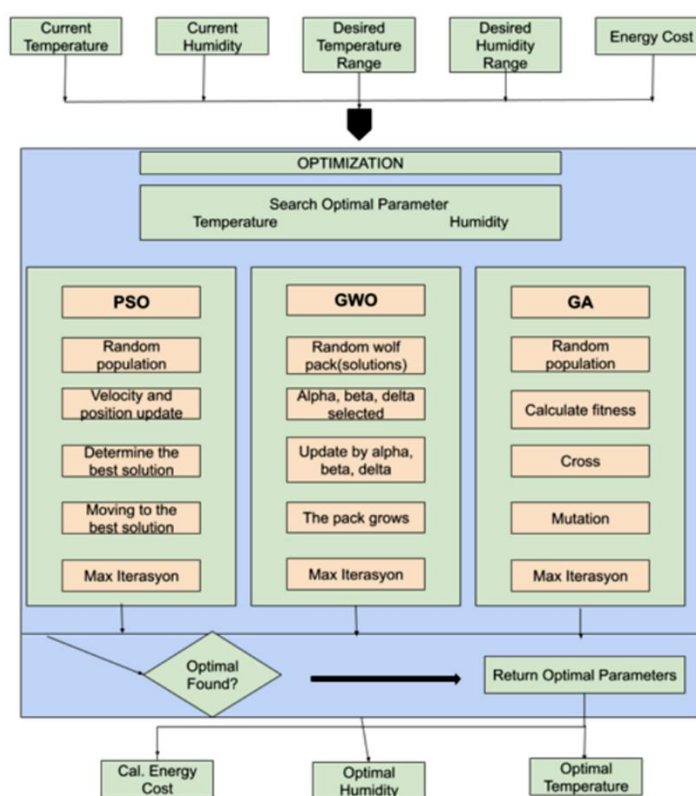 Current
Temperature
Current
Humidity
Desired
Temperature
Range
Desired
Humidity
Range
Energy Cost
OPTIMIZATION
Search Optimal Parameter
Temperature Humidity
PSO
Random
population
Velocity and
position update
Determine the
best solution
Moving to the
best solution
Max Iterasyon
GWO
Random wolf
pack(solutions)
Alpha, beta, delta
selected
Update by alpha,
beta, delta
The pack grows
Max Iterasyon
GA
Random
population
Calculate fitness
Cross
Mutation
Max Iterasyon
Optimal
Found?
Return Optimal Parameters
Cal. Energy
Cost
Optimal
Humidity
Optimal
Temperature